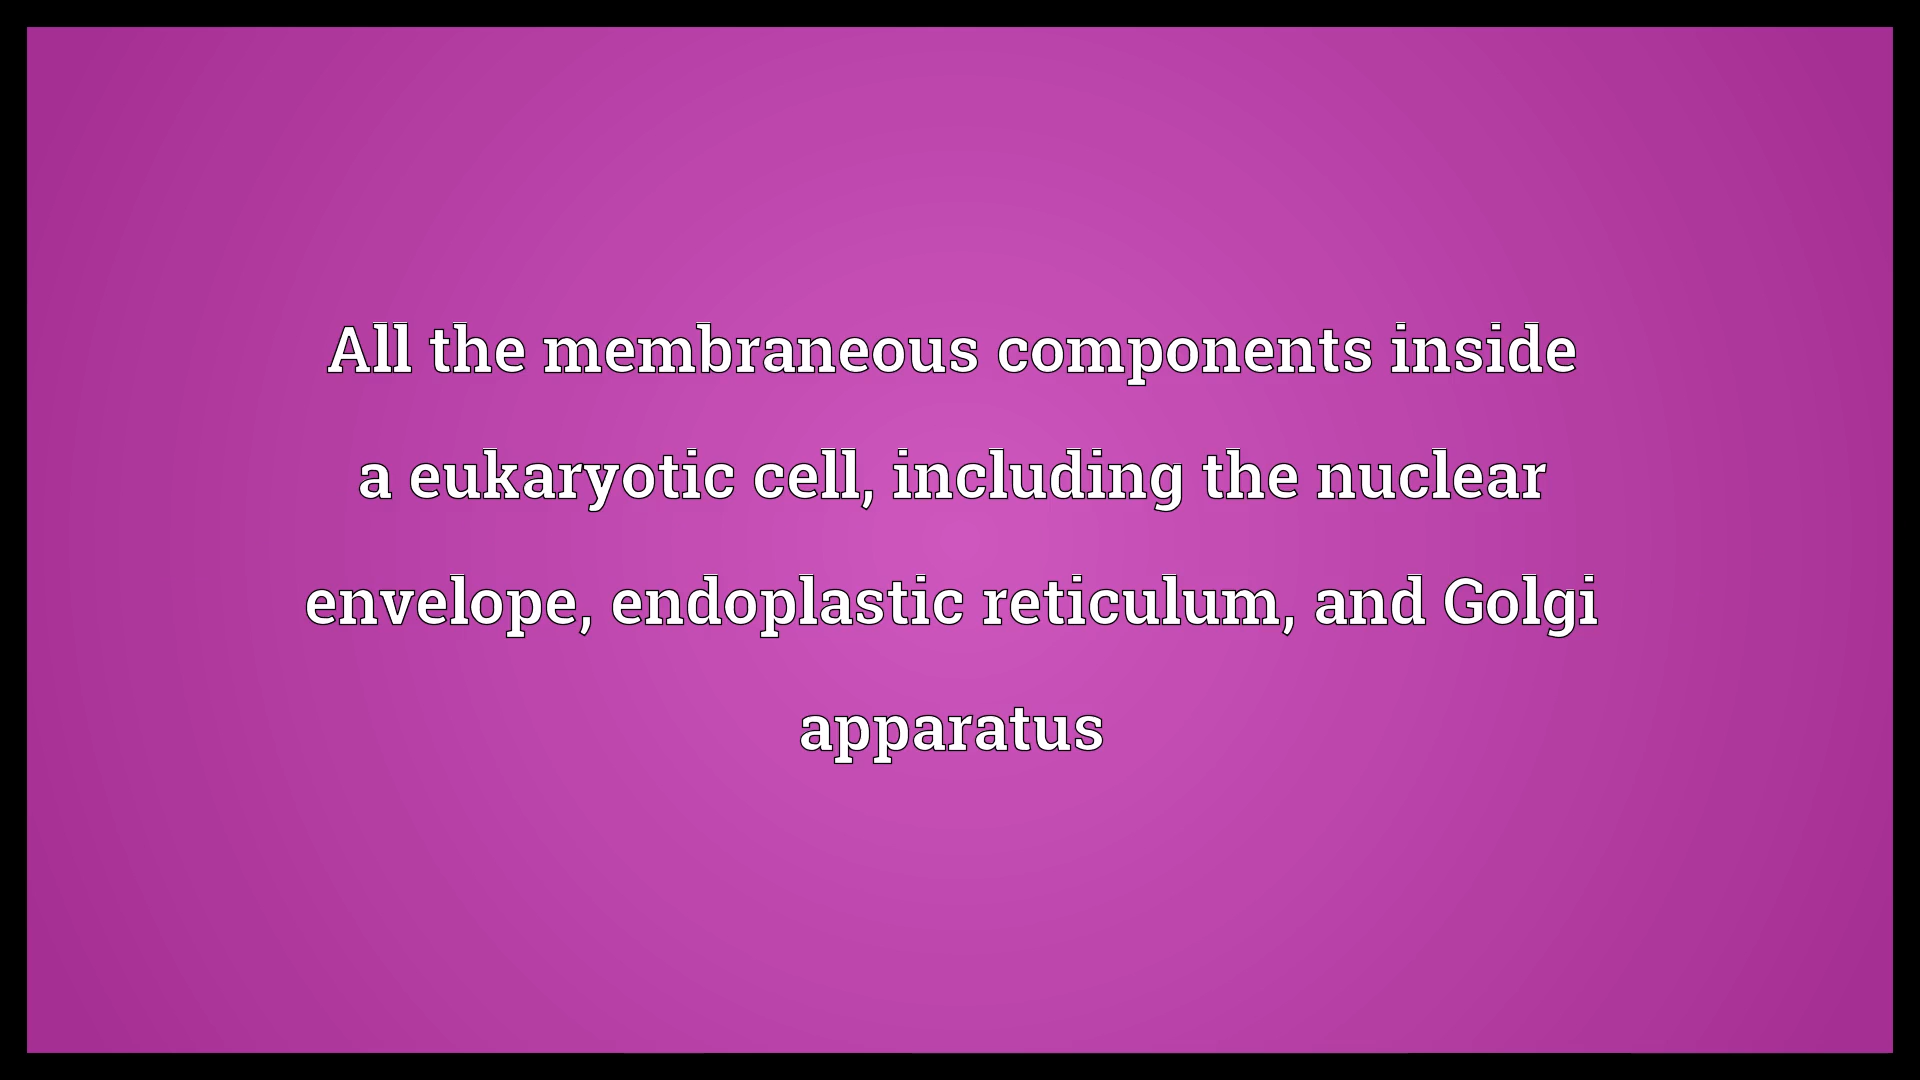 All the membraneous components inside
a eukaryotic cell, including the nuclear
envelope, endoplastic reticulum, and Golgi
apparatus